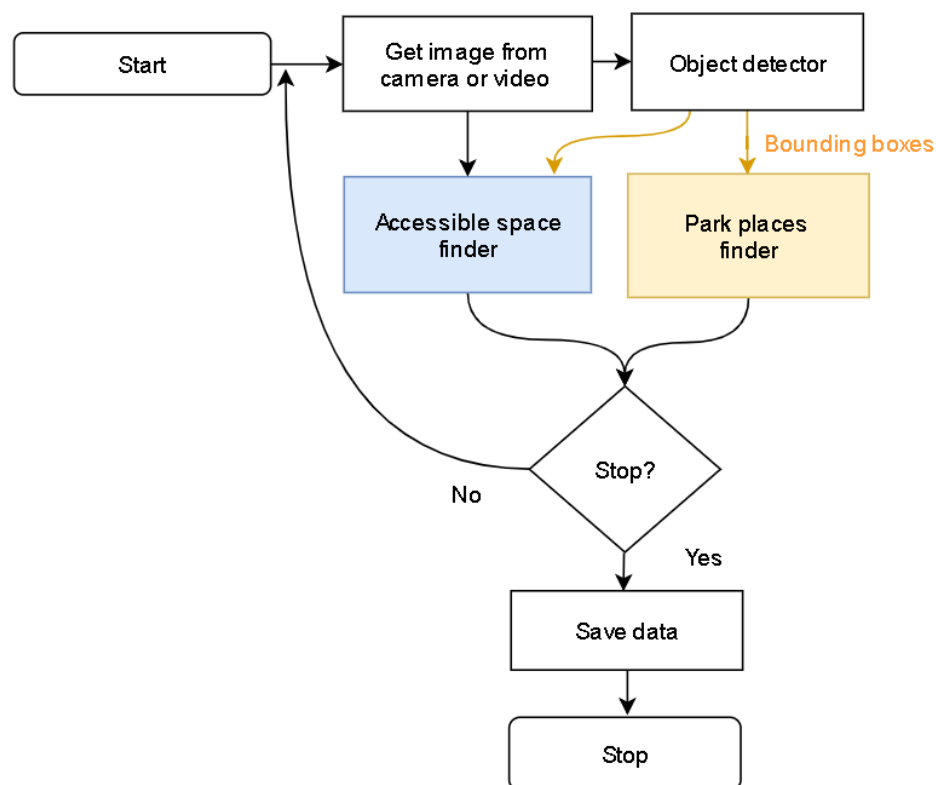 Start
Get image from
camera or video
Object detector
Bounding boxes
Accessible space
finder
Park places
finder
Stop?
No
Yes
Save data
Stop